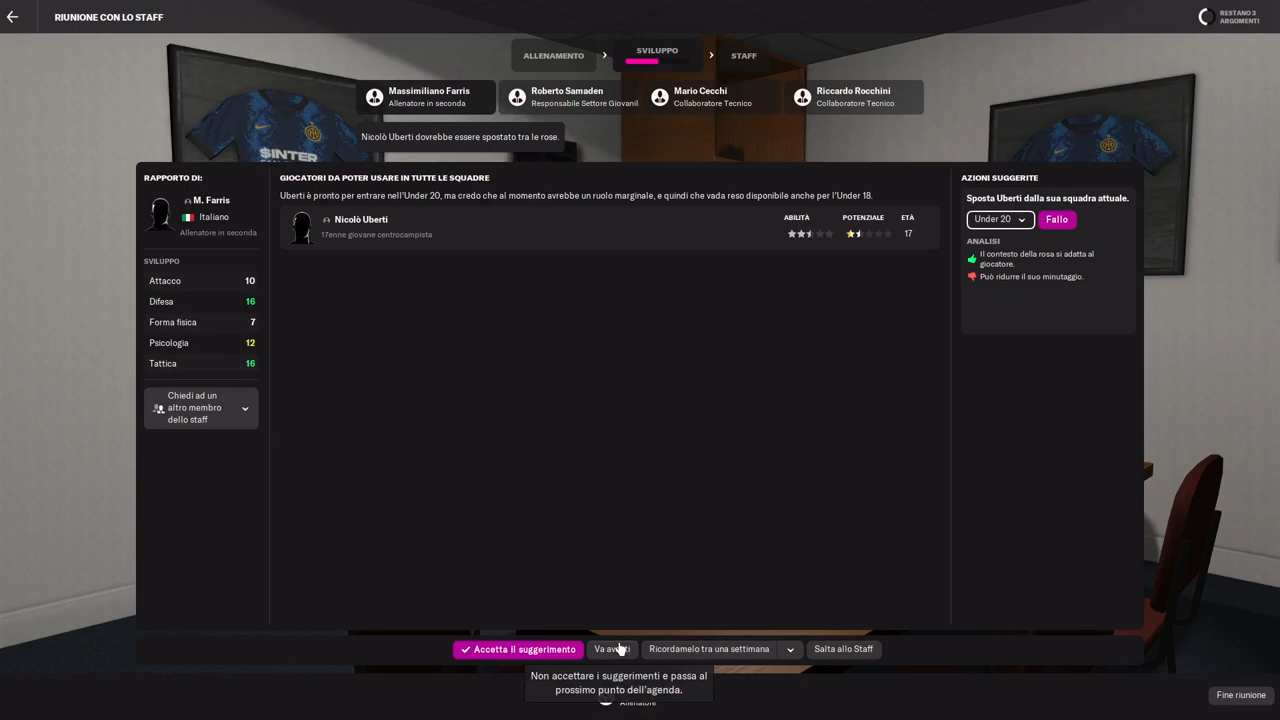 RIUNIONE CON LO STAFF
RESTANO 3
ARGOMENTI
ALLENAMENTO
SVILUPPO
STAFF
Massimiliano Farris
Allenatore in seconda
Roberto Samaden
Responsabile Settore Giovanil
Mario Cecchi
Collaboratore Tecnico
Riccardo Rocchini
Collaboratore Tecnico
$INTER
Nicolò Uberti dovrebbe essere spostato tra le rose.
RAPPORTO DI:
M. Farris
Italiano
Allenatore in seconda
SVILUPPO
Attacco 10
Difesa 16
Forma fisica 7
Psicologia 12
Tattica 16
Chiedi ad un
altro membro
dello staff
GIOCATORI DA POTER USARE IN TUTTE LE SQUADRE
Uberti è pronto per entrare nell'Under 20, ma credo che al momento avrebbe un ruolo marginale, e quindi che vada reso disponibile anche per l'Under 18.
Nicolò Uberti
17enne giovane centrocampista
ABILITÀ
POTENZIALE
ETÀ
17
AZIONI SUGGERITE
Sposta Uberti dalla sua squadra attuale.
Under 20
Fallo
ANALISI
Il contesto della rosa si adatta al
giocatore.
Può ridurre il suo minutaggio.
Accetta il suggerimento
Va avanti
Ricordamelo tra una settimana
Salta allo Staff
Non accettare i suggerimenti e passa al
prossimo punto dell'agenda.
Allenatore
Fine riunione